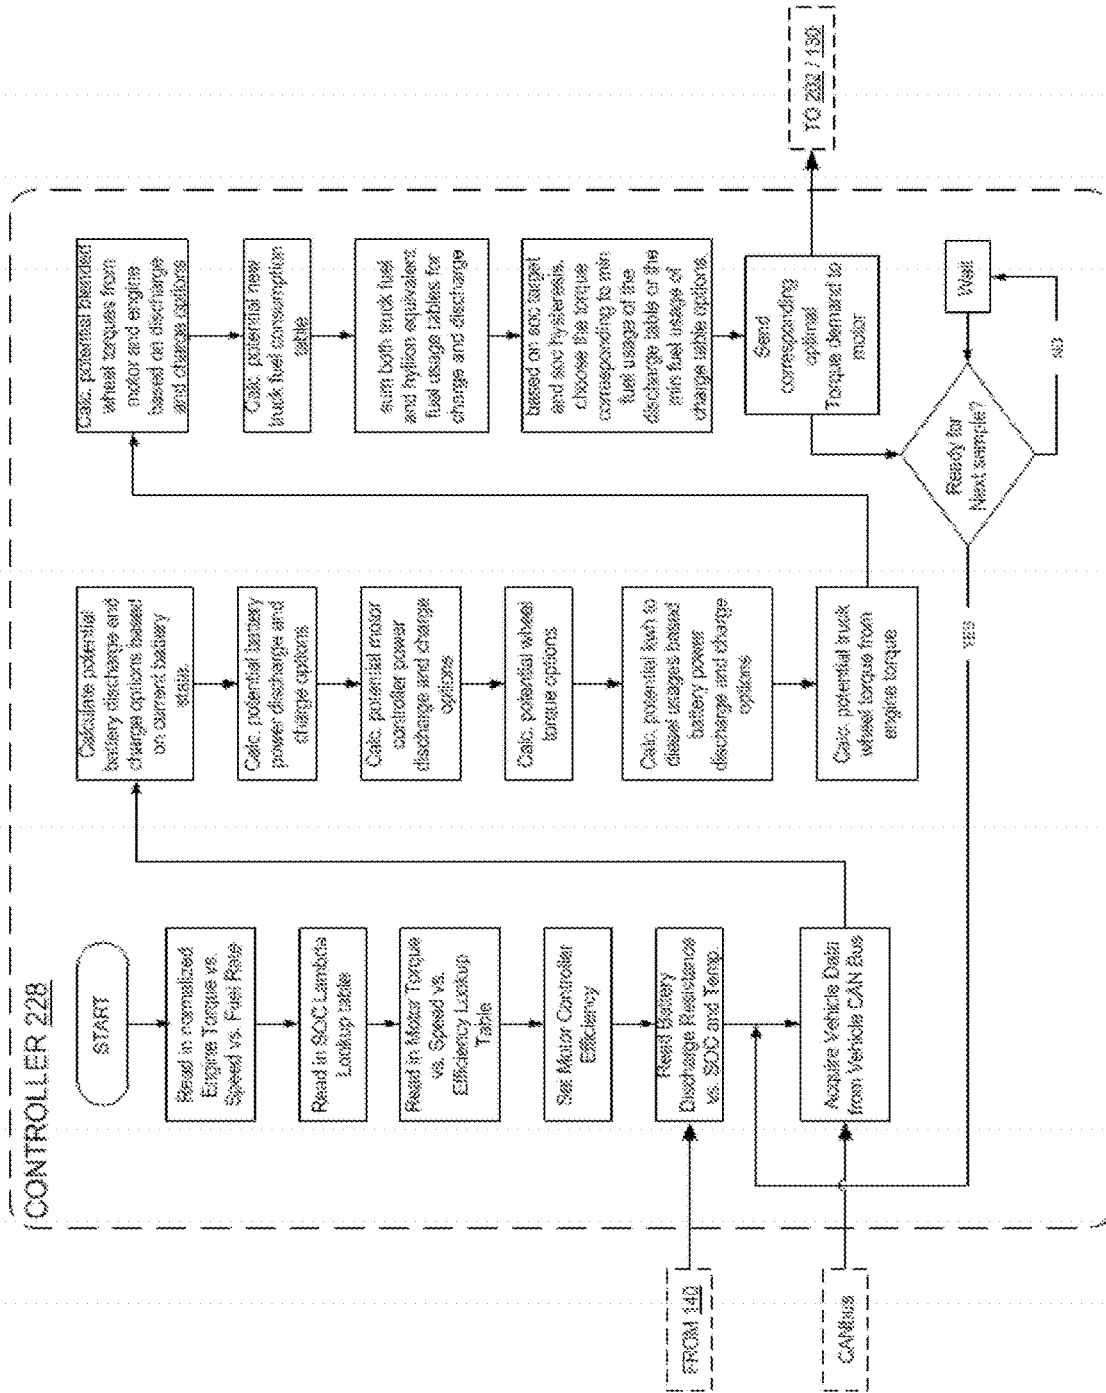 CONTROLLER 228
START
Read in normalized
Engine Torque vs.
Speed vs. Fuel Rate
Read in SOC Lambda
Lookup table
Read in Motor Torque
vs. Speed vs.
Efficiency Lookup
Table
Set Motor Controller
Efficiency
Read Battery
Discharge Resistance
vs. SOC and Temp.
Acquire Vehicle Data
from Vehicle CAN Bus
FROM 140
CANbus
Calculate potential
battery discharge and
charge options based
on current battery
state.
Calc. potential battery
power discharge and
charge options
Calc. potential motor
controller power
discharge and charge
options
Calc. potential wheel
torque options
Calc. potential kwh to
diesel usages based
battery power
discharge and charge
options
Calc. potential truck
wheel torque from
engine torque
Calc. potential blended
wheel torques from
motor and engine
based on discharge
and charge options
Calc. potential new
truck fuel consumption
table
sum both truck fuel
and hyliion equivalent
fuel usage tables for
charge and discharge
based on soc target
and soc hysteresis,
choose the torque
corresponding to min
fuel usage of the
discharge table or the
min fuel usage of
charge table options.
Send
corresponding
optimal
Torque demand to
motor
TO 202 / 130
Ready for
Next sample?
YES
NO
Wait